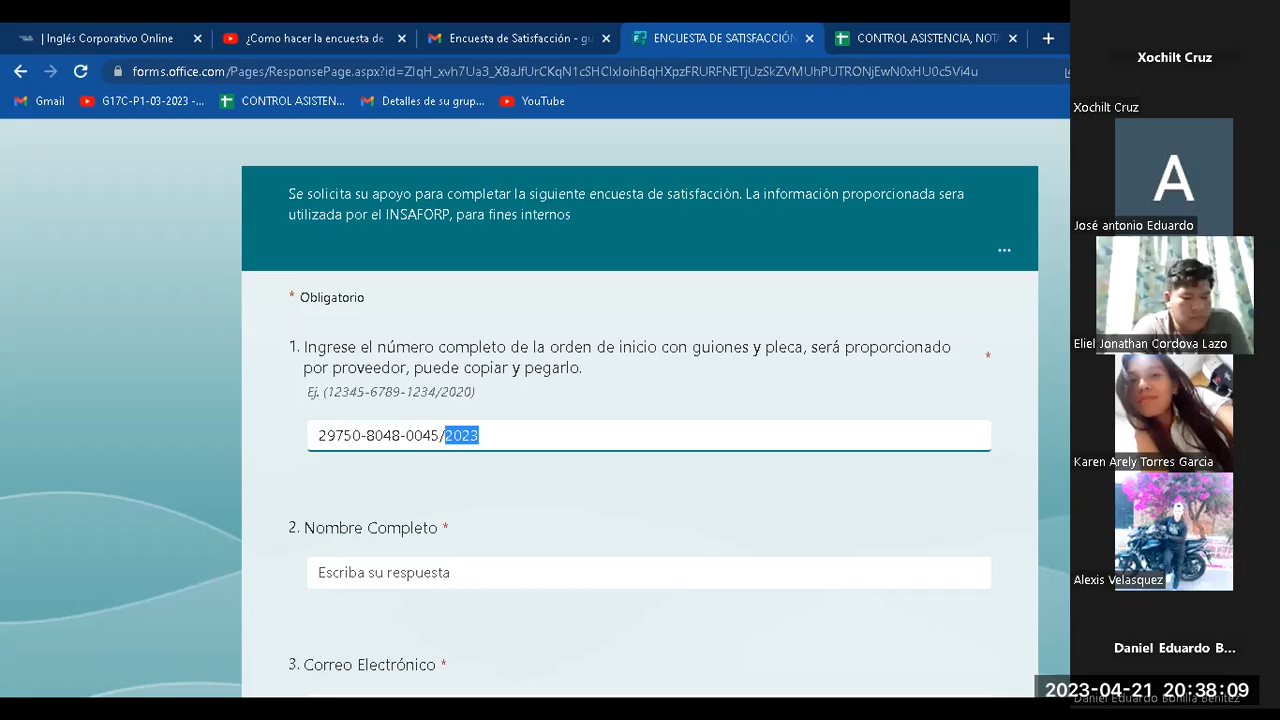 | Inglés Corporativo Online
¿Como hacer la encuesta de
Encuesta de Satisfacción - gu
ENCUESTA DE SATISFACCIÓN
CONTROL ASISTENCIA, NOTA
forms.office.com/Pages/ResponsePage.aspx?id=ZIqH_xvh7Ua3_X8aJfUrCKqN1cSHClxIoihBqHXpzFRURFNETjUzSkZVMUhPUTRONjEwN0xHU0c5Vi4u
Gmail
G17C-P1-03-2023 -...
CONTROL ASISTEN...
Detalles de su grup...
YouTube
Se solicita su apoyo para completar la siguiente encuesta de satisfacción. La información proporcionada sera
utilizada por el INSAFORP, para fines internos
...
* Obligatorio
1. Ingrese el número completo de la orden de inicio con guiones y pleca, será proporcionado
por proveedor, puede copiar y pegarlo. *
Ej. (12345-6789-1234/2020)
29750-8048-0045/2023
2. Nombre Completo *
Escriba su respuesta
3. Correo Electrónico *
Xochilt Cruz
Xochilt Cruz
A
José antonio Eduardo
Eliel Jonathan Cordova Lazo
Karen Arely Torres Garcia
Alexis Velasquez
Daniel Eduardo B...
Daniel Eduardo Bonilla Benitez
2023-04-21 20:38:09